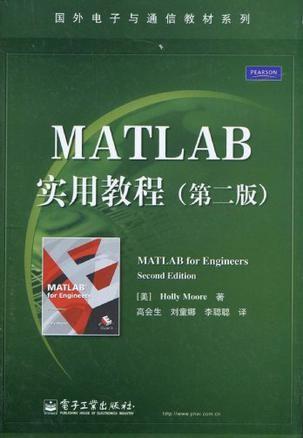 国外电子与通信教材系列
PEARSON
MATLAB
实用教程（第二版）
MATLAB for Engineers
Second Edition
MATLAB
for Engineers
[美] Holly Moore 著
高会生 刘童娜 李聪聪 译
电子工业出版社
PUBLISHING HOUSE OF ELECTRONICS INDUSTRY
http://www.phei.com.cn